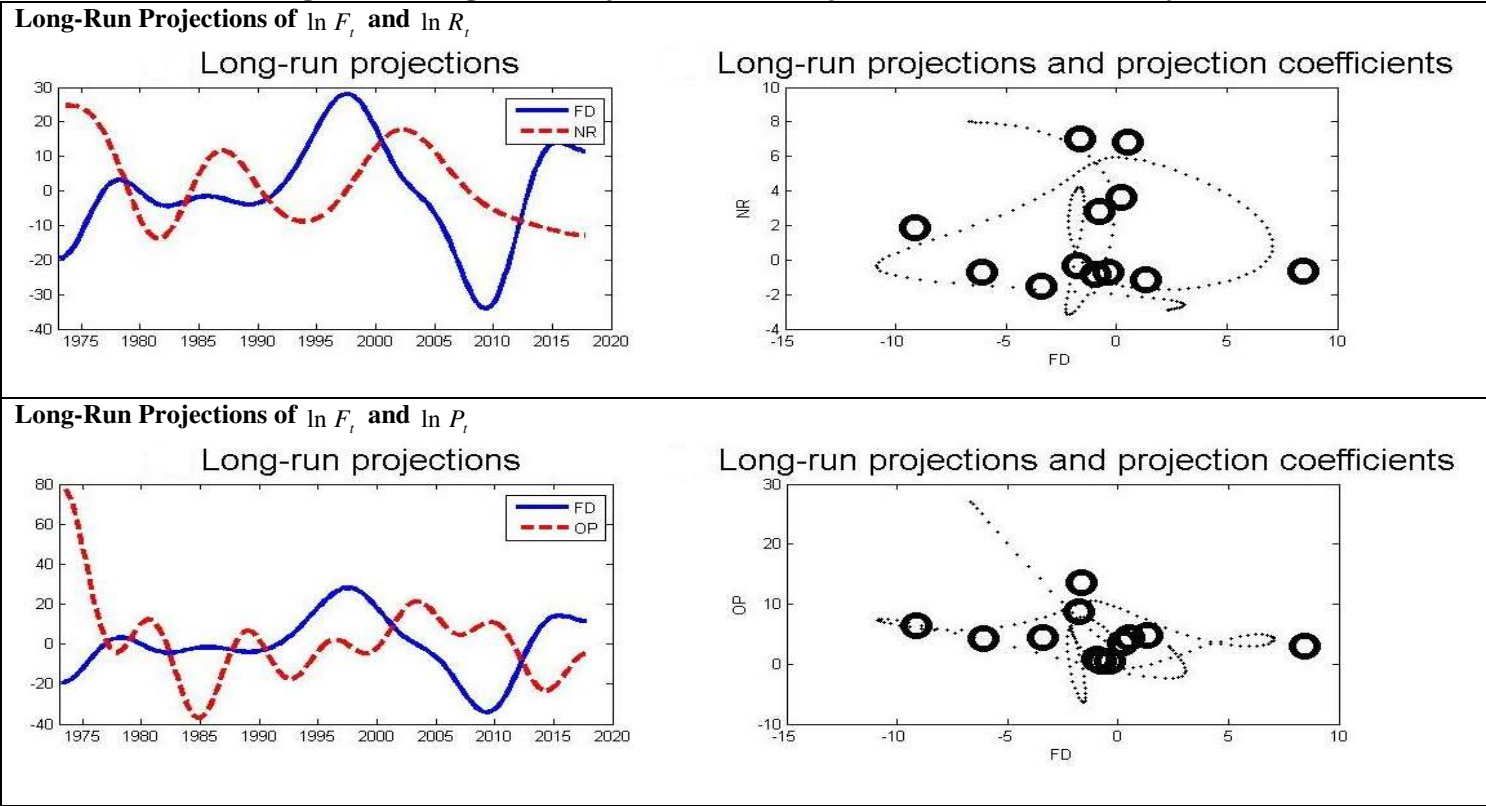 Long-Run Projections of ln F_t and ln R_t
Long-run projections
30
20
10
0
-10
-20
-30
-40
1975 1980 1985 1990 1995 2000 2005 2010 2015 2020
FD
NR
Long-run projections and projection coefficients
10
8
6
4
2
0
-2
-4
-15 -10 -5 0 5 10
NR
FD
Long-Run Projections of ln F_t and ln P_t
Long-run projections
80
60
40
20
0
-20
-40
1975 1980 1985 1990 1995 2000 2005 2010 2015 2020
FD
OP
Long-run projections and projection coefficients
30
20
10
0
-10
-15 -10 -5 0 5 10
OP
FD